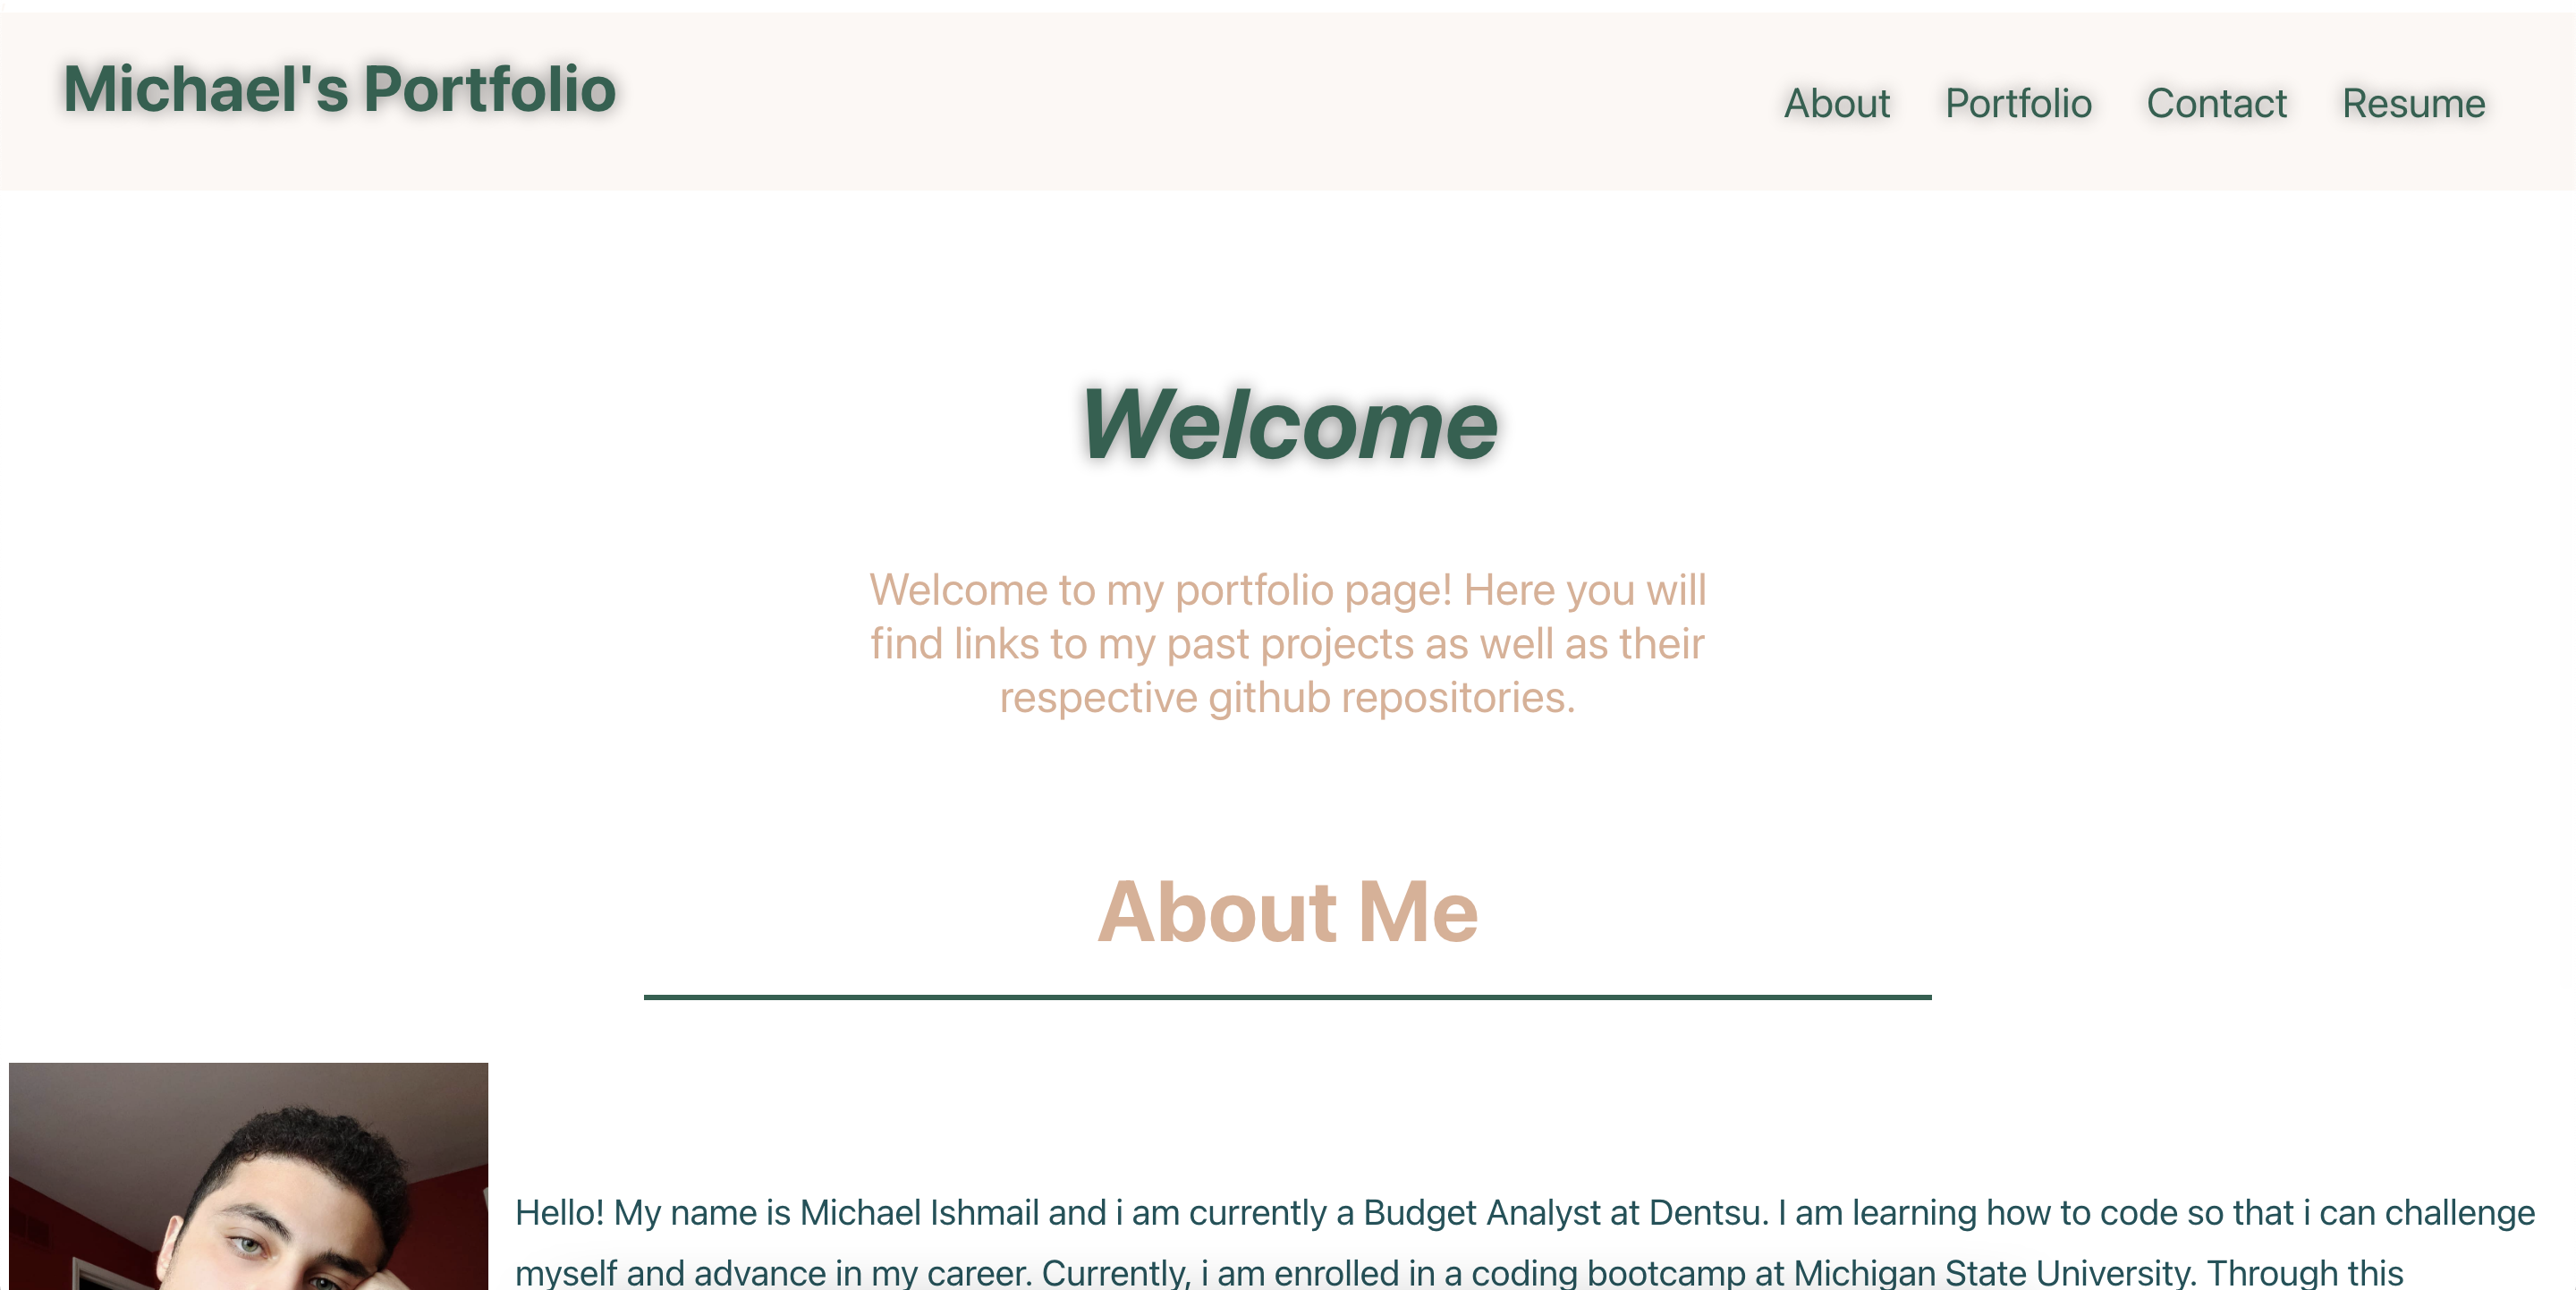 Michael's Portfolio
About Portfolio Contact Resume
Welcome
Welcome to my portfolio page! Here you will
find links to my past projects as well as their
respective github repositories.
About Me
Hello! My name is Michael Ishmail and i am currently a Budget Analyst at Dentsu. I am learning how to code so that i can challenge
myself and advance in my career. Currently, i am enrolled in a coding bootcamp at Michigan State University. Through this